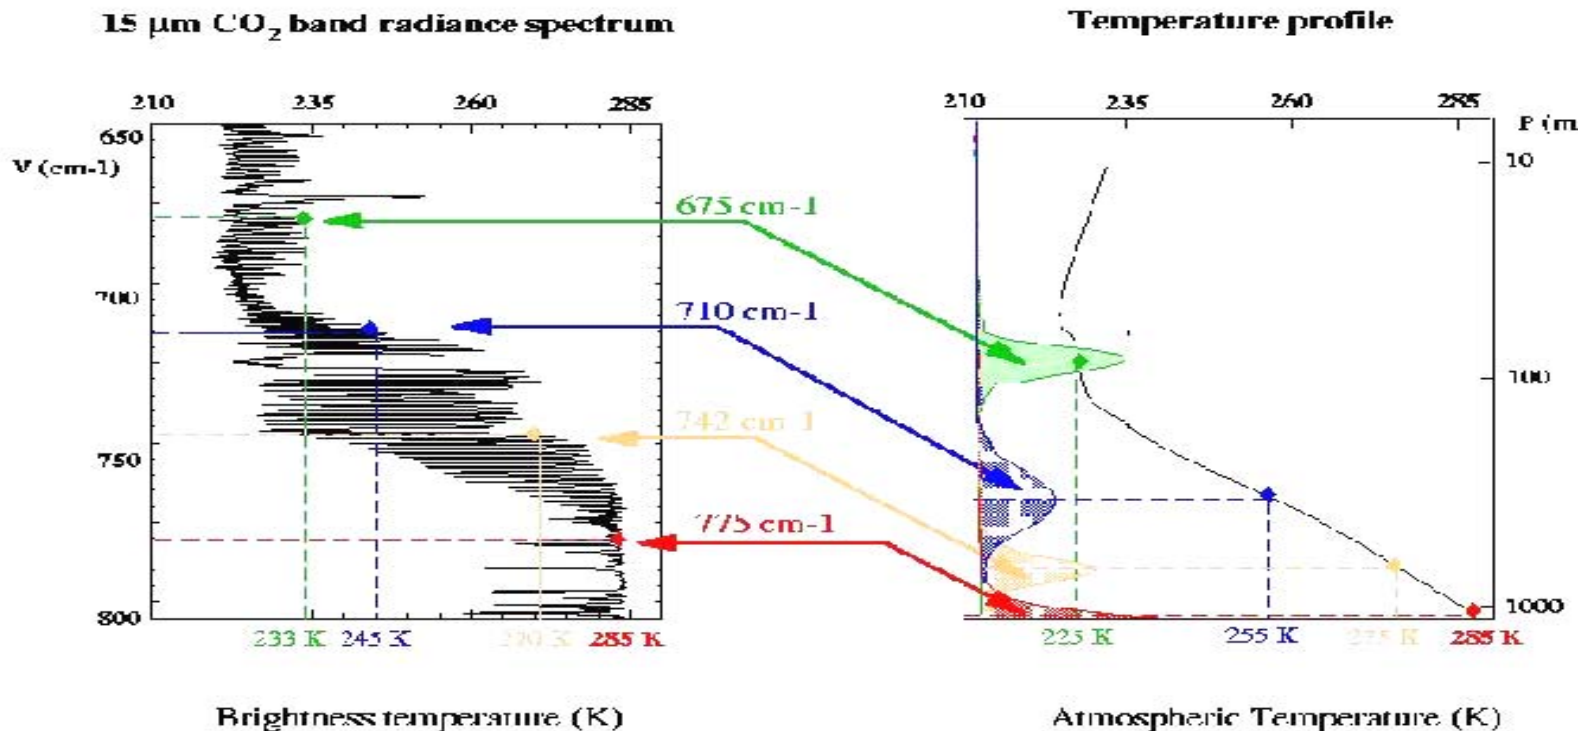 15 μm CO2 band radiance spectrum
Temperature profile
210 235 260 285
210 235 260 285
650
V (cm-1)
700
750
800
P (m
10
100
1000
675 cm-1
710 cm-1
742 cm-1
775 cm-1
233 K 245 K 270 K 285 K
225 K 255 K 275 K 285 K
Brightness temperature (K)
Atmospheric Temperature (K)